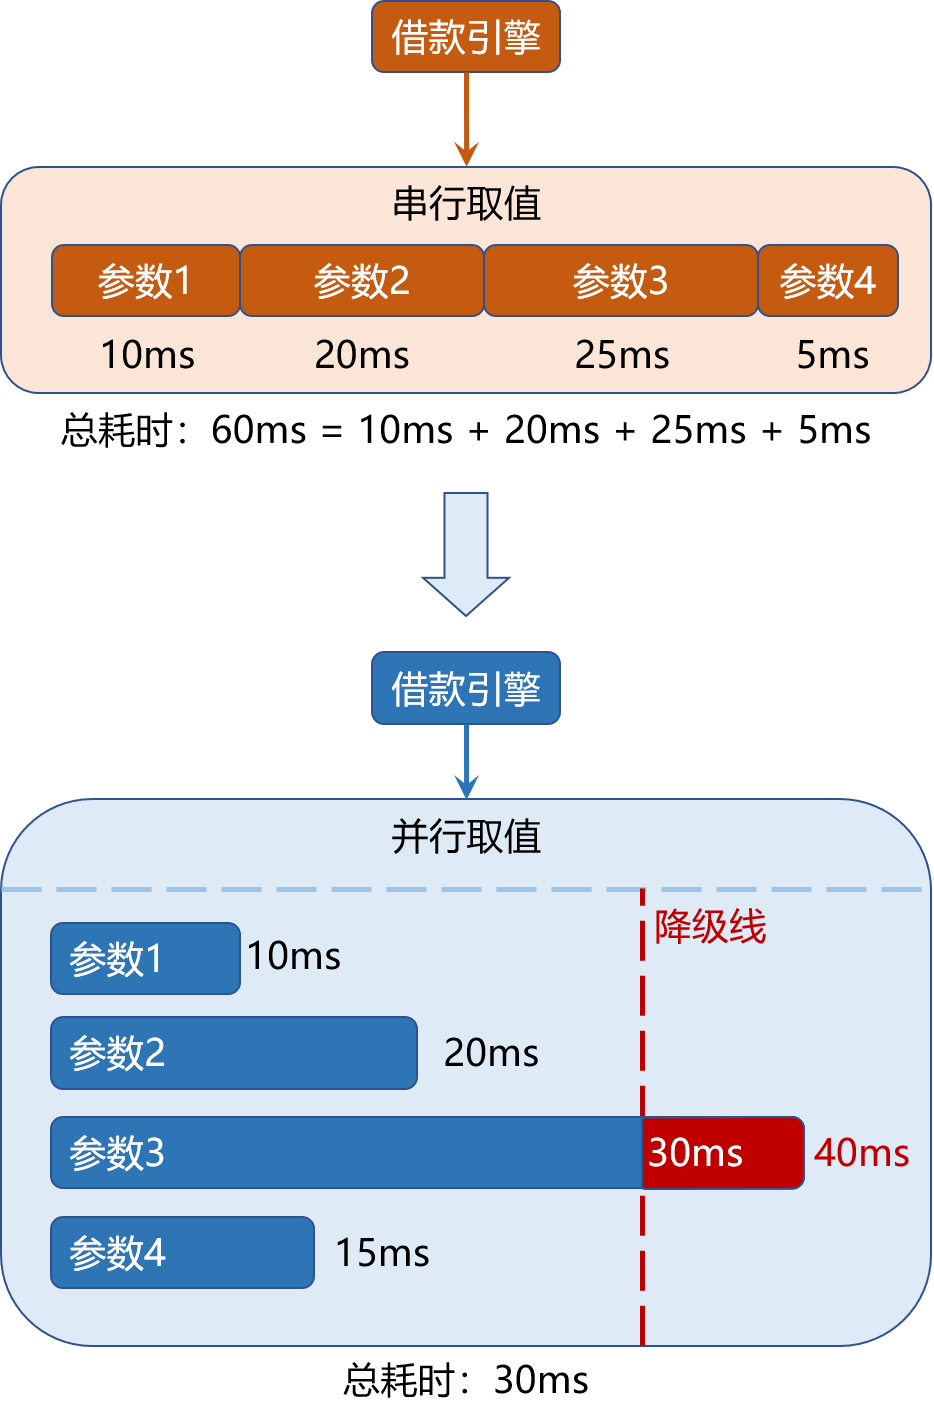 借款引擎
串行取值
参数1 参数2 参数3 参数4
10ms 20ms 25ms 5ms
总耗时：60ms = 10ms + 20ms + 25ms + 5ms
借款引擎
并行取值
降级线
参数1 10ms
参数2 20ms
参数3 30ms 40ms
参数4 15ms
总耗时：30ms